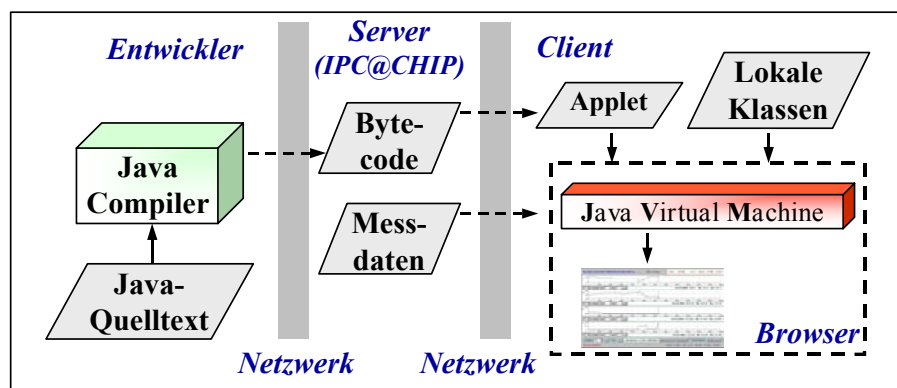 Entwickler
Server
(IPC@CHIP)
Client
Java
Compiler
Java-
Quelltext
Byte-
code
Mess-
daten
Applet
Lokale
Klassen
Java Virtual Machine
Browser
Netzwerk
Netzwerk